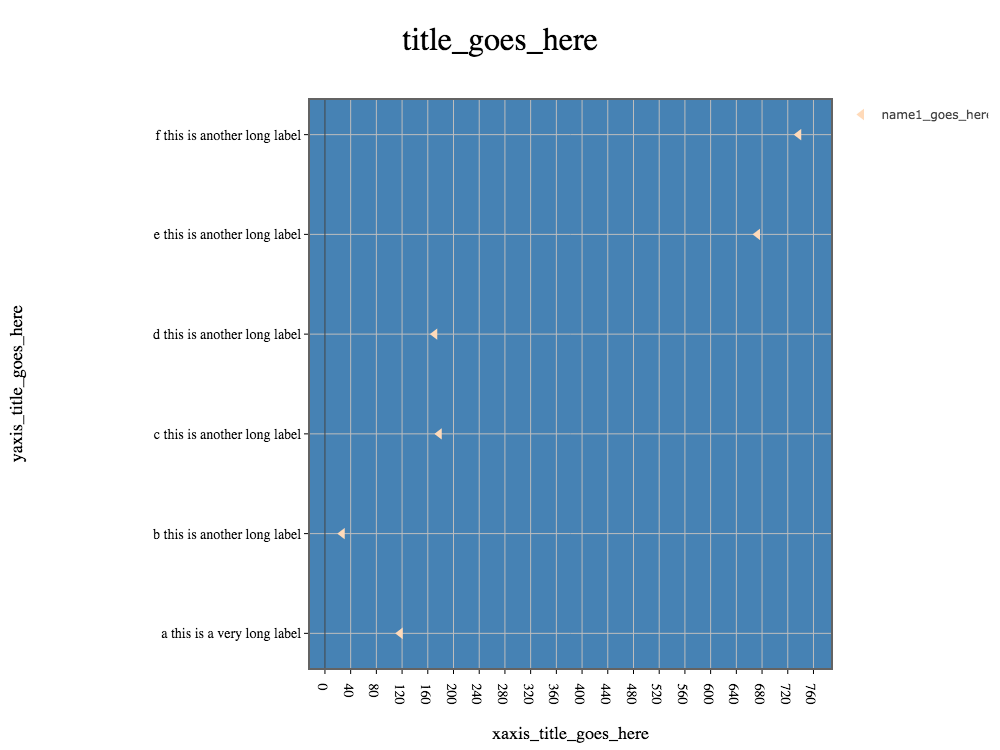 title_goes_here
name1_goes_here
f this is another long label
e this is another long label
d this is another long label
c this is another long label
b this is another long label
a this is a very long label
yaxis_title_goes_here
0 40 80 120 160 200 240 280 320 360 400 440 480 520 560 600 640 680 720 760
xaxis_title_goes_here